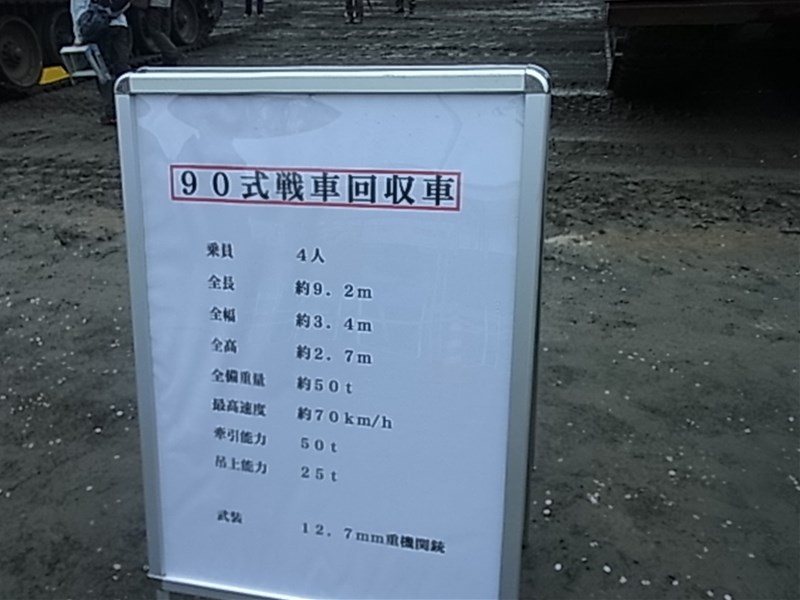 90式戦車回収車
乗員 4人
全長 約9.2m
全幅 約3.4m
全高 約2.7m
全備重量 約50t
最高速度 約70km/h
牽引能力 50t
吊上能力 25t
武装 12.7mm重機関銃